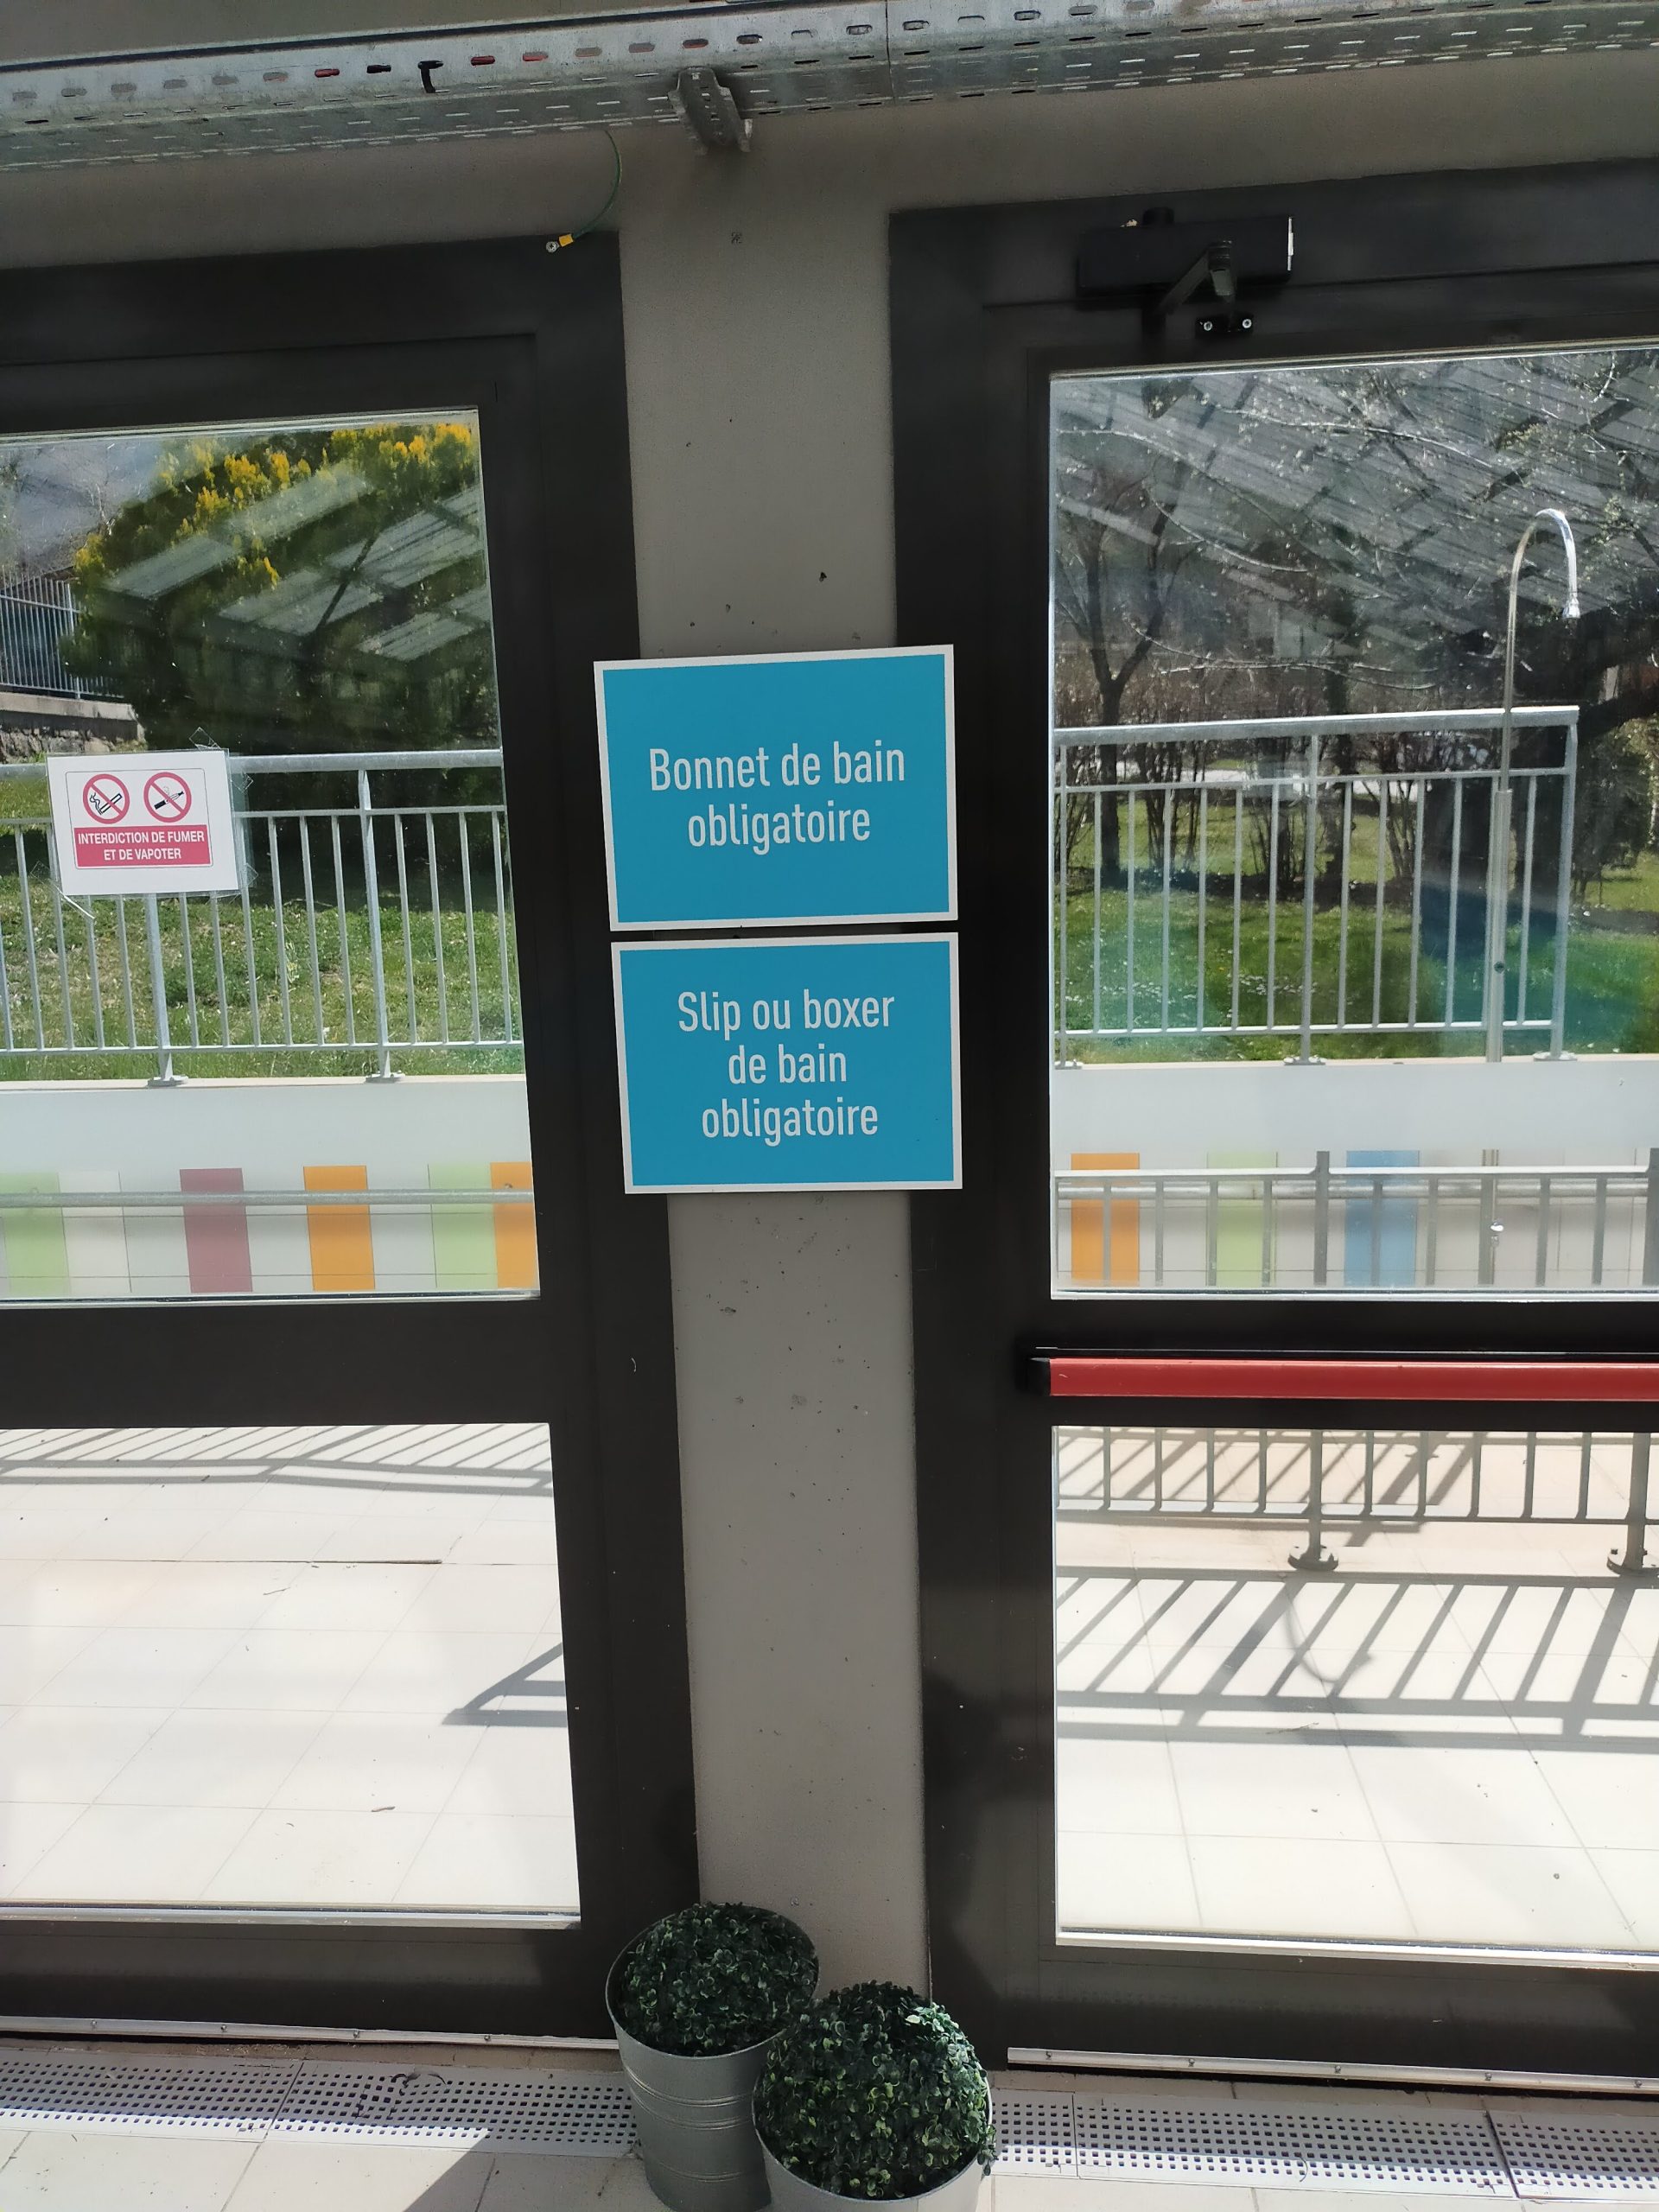 Bonnet de bain
obligatoire
Slip ou boxer
de bain
obligatoire
INTERDICTION DE FUMER
ET DE VAPOTER